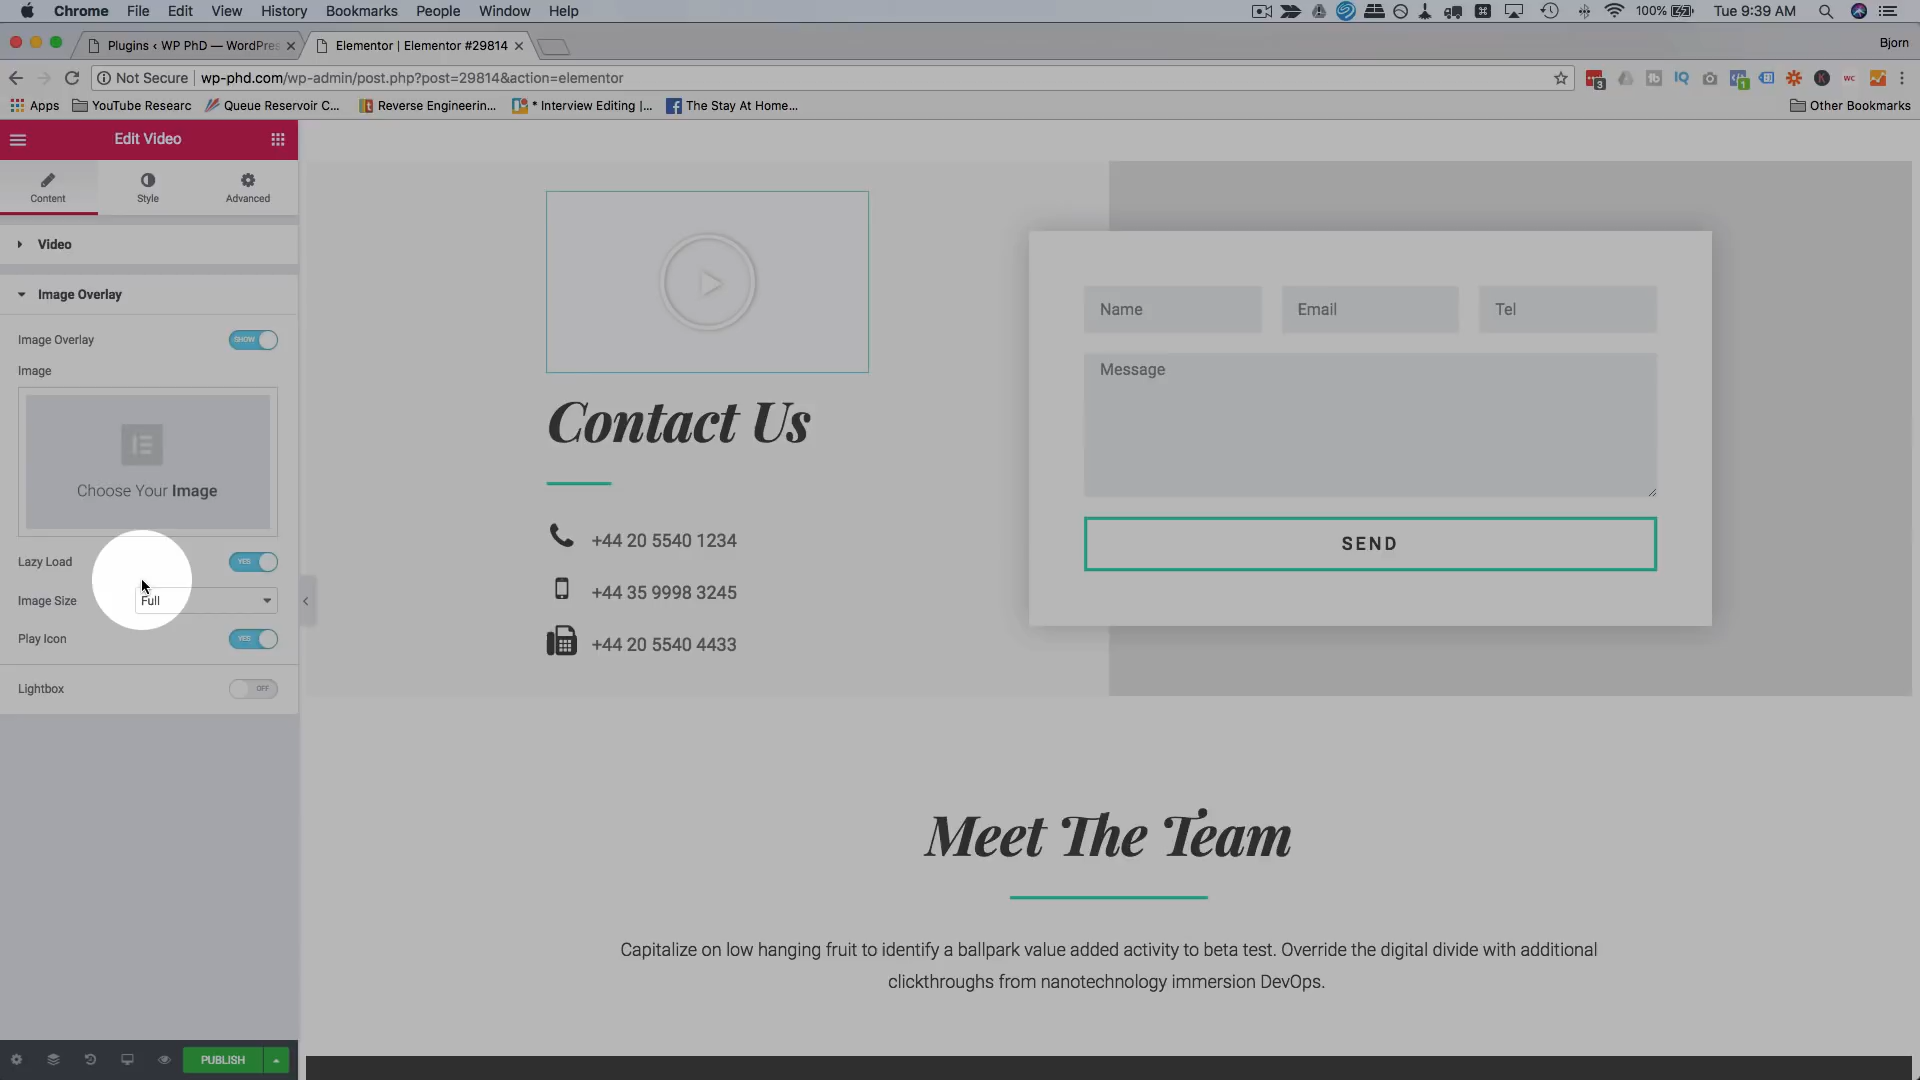 Chrome File Edit View History Bookmarks People Window Help 100% Tue 9:39 AM
Plugins ‹ WP PhD — WordPres Elementor | Elementor #29814 Bjorn
Not Secure wp-phd.com/wp-admin/post.php?post=29814&action=elementor
Apps YouTube Researc Queue Reservoir C... Reverse Engineerin... * Interview Editing |... The Stay At Home... Other Bookmarks
Edit Video
Content Style Advanced
Video
Image Overlay
Image Overlay SHOW
Image
Choose Your Image
Lazy Load YES
Image Size Full
Play Icon YES
Lightbox OFF
PUBLISH
Contact Us
+44 20 5540 1234
+44 35 9998 3245
+44 20 5540 4433
Name Email Tel
Message
SEND
Meet The Team
Capitalize on low hanging fruit to identify a ballpark value added activity to beta test. Override the digital divide with additional
clickthroughs from nanotechnology immersion DevOps.